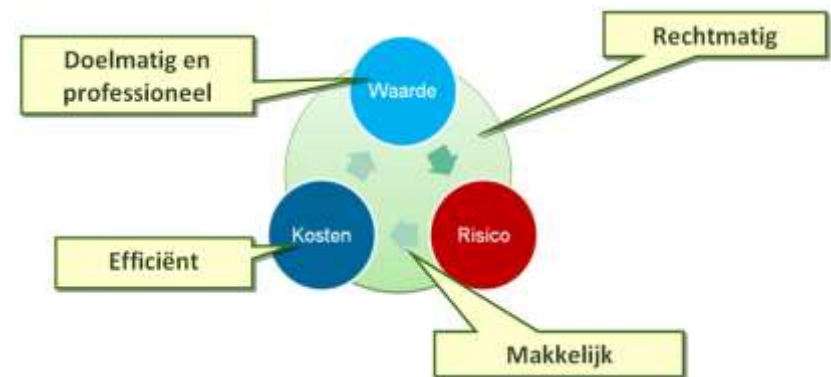 Doelmatig en
professioneel
Rechtmatig
Waarde
Kosten
Risico
Efficiënt
Makkelijk